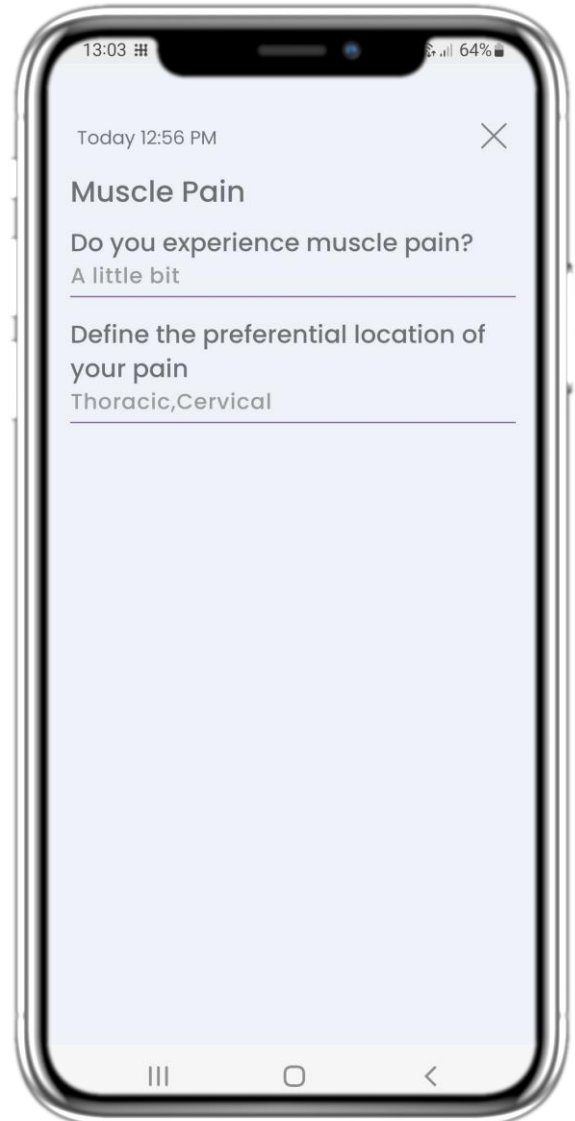 13:03 64%
Today 12:56 PM
Muscle Pain
Do you experience muscle pain?
A little bit
Define the preferential location of
your pain
Thoracic,Cervical